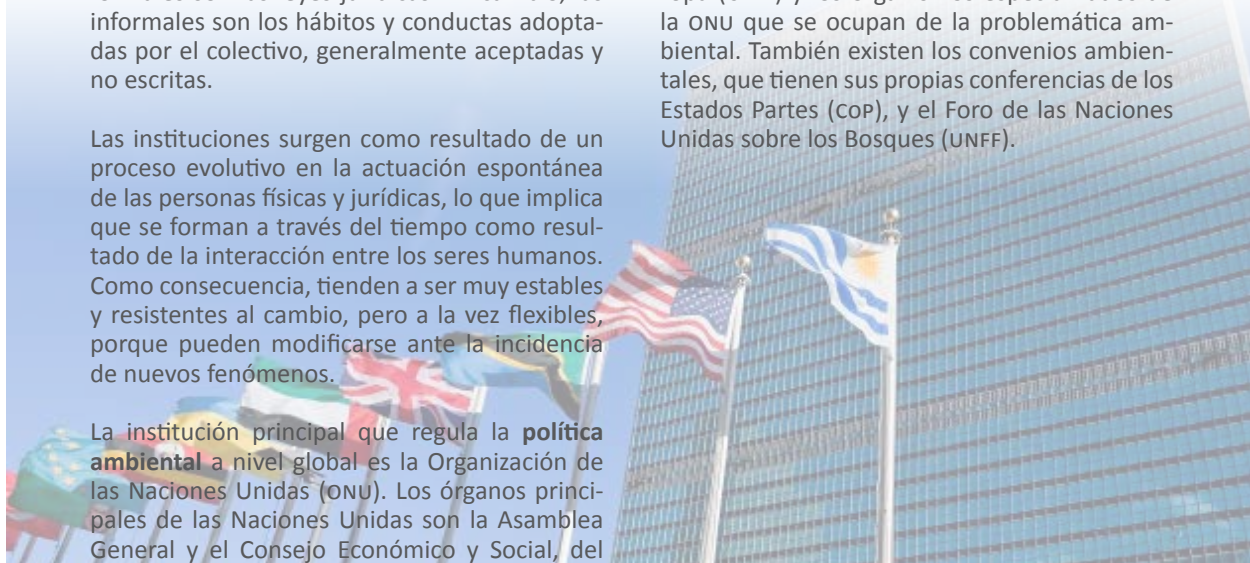 informales son los hábitos y conductas adopta-
das por el colectivo, generalmente aceptadas y
no escritas.
Las instituciones surgen como resultado de un
proceso evolutivo en la actuación espontánea
de las personas físicas y jurídicas, lo que implica
que se forman a través del tiempo como resul-
tado de la interacción entre los seres humanos.
Como consecuencia, tienden a ser muy estables
y resistentes al cambio, pero a la vez flexibles,
porque pueden modificarse ante la incidencia
de nuevos fenómenos.
La institución principal que regula la política
ambiental a nivel global es la Organización de
las Naciones Unidas (ONU). Los órganos princi-
pales de las Naciones Unidas son la Asamblea
General y el Consejo Económico y Social, del
la ONU que se ocupan de la problemática am-
biental. También existen los convenios ambien-
tales, que tienen sus propias conferencias de los
Estados Partes (COP), y el Foro de las Naciones
Unidas sobre los Bosques (UNFF).